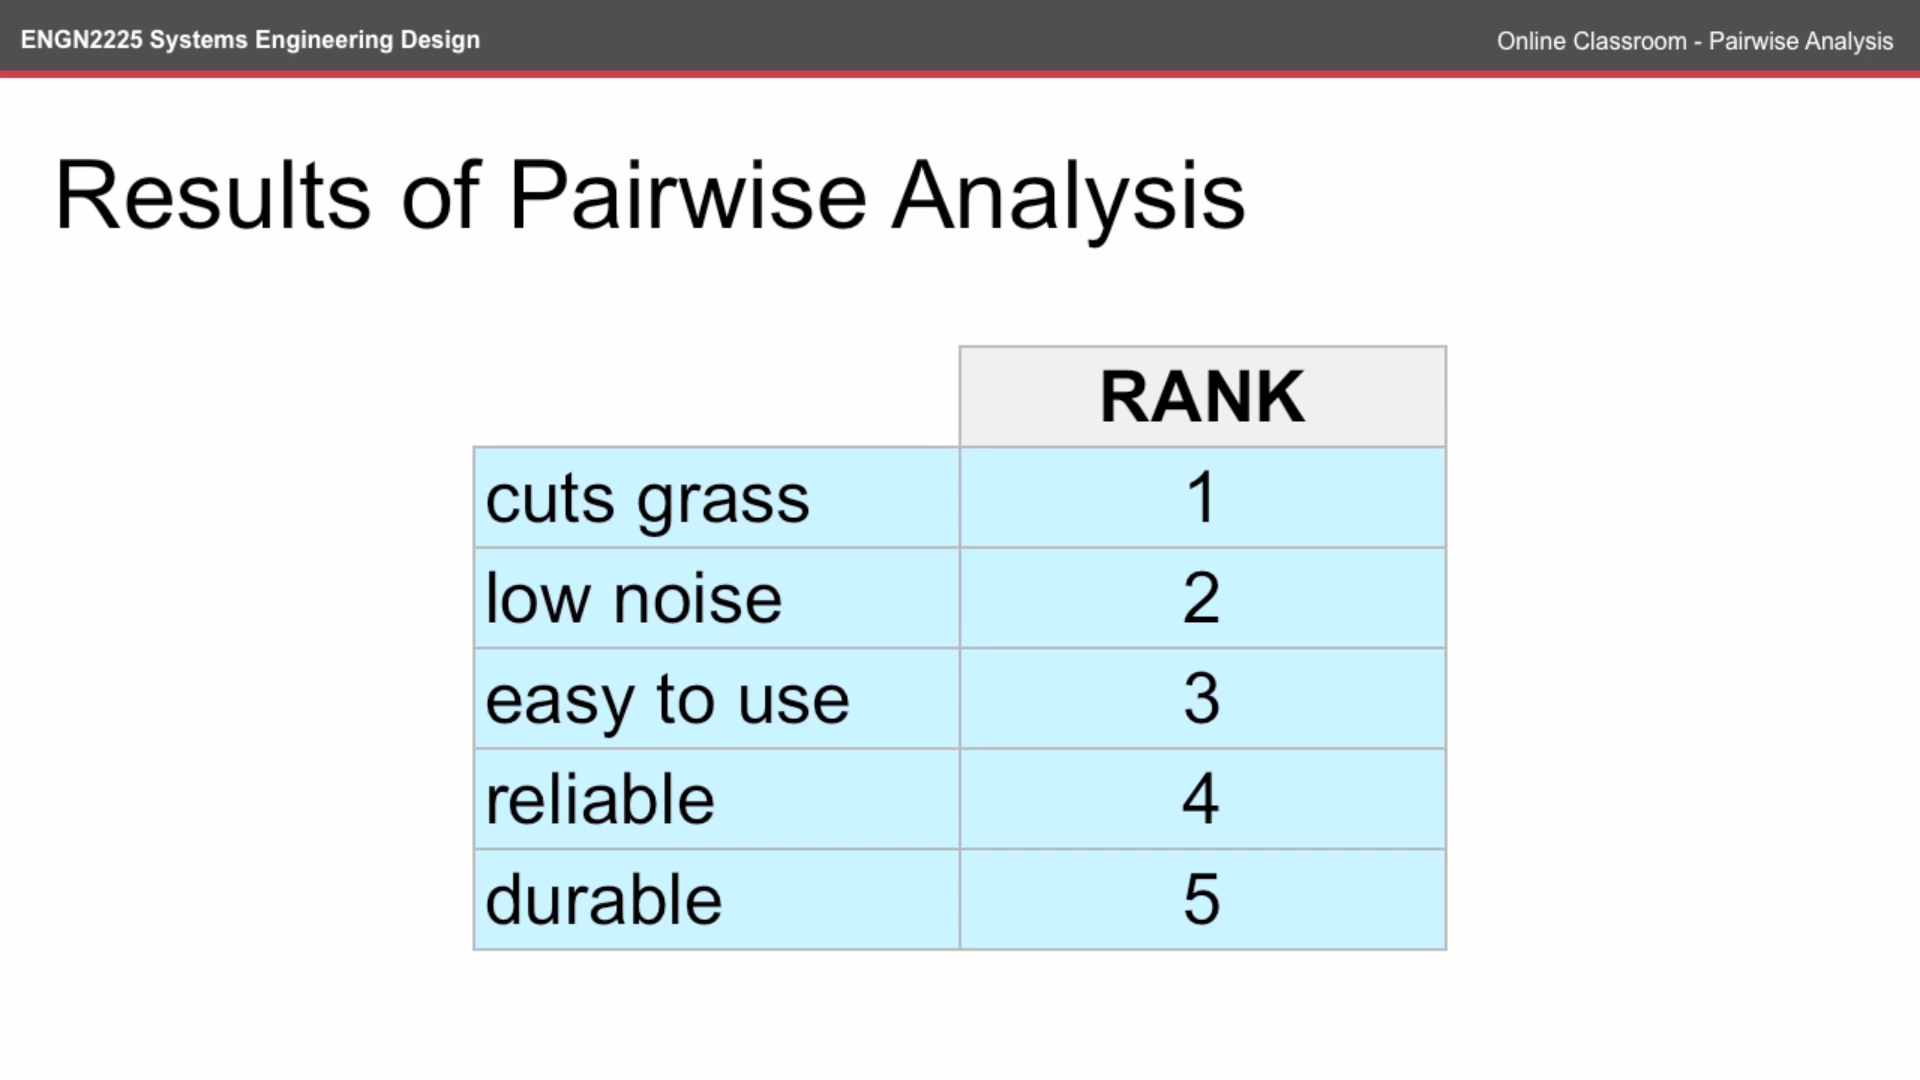 ENGN2225 Systems Engineering Design
Online Classroom - Pairwise Analysis
Results of Pairwise Analysis
RANK
cuts grass 1
low noise 2
easy to use 3
reliable 4
durable 5